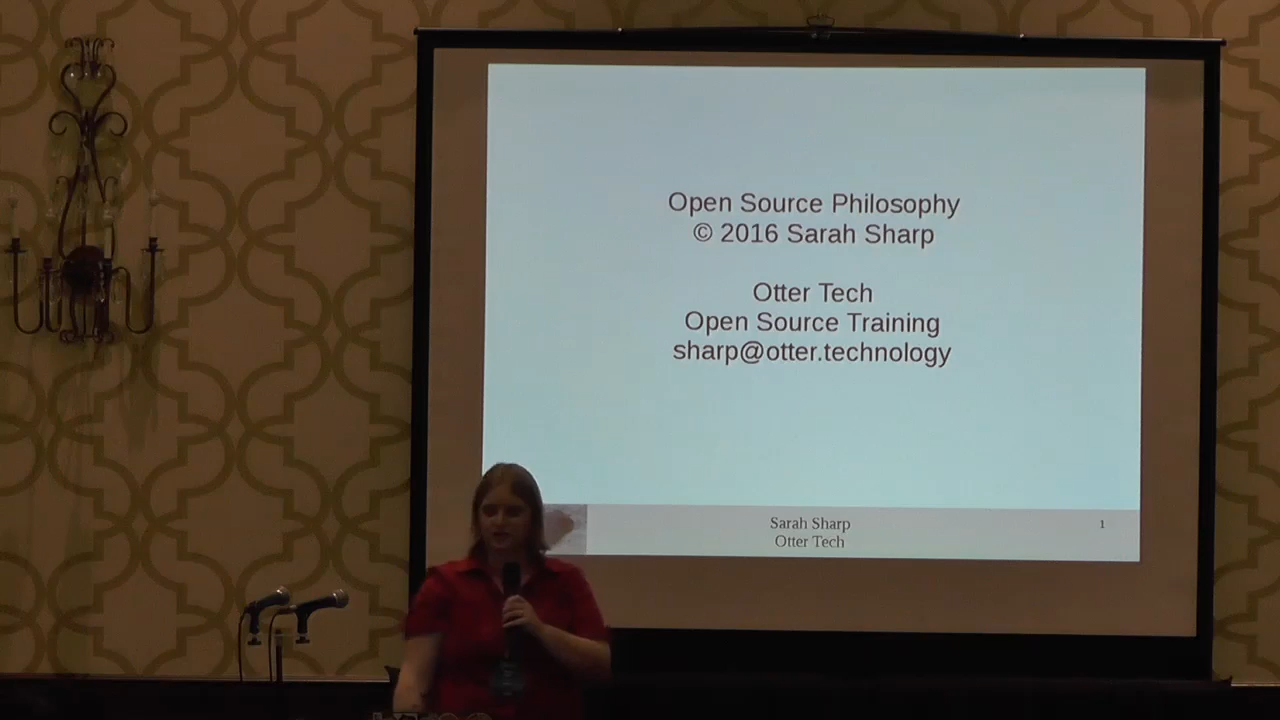 Open Source Philosophy
© 2016 Sarah Sharp
Otter Tech
Open Source Training
sharp@otter.technology
Sarah Sharp
Otter Tech
1